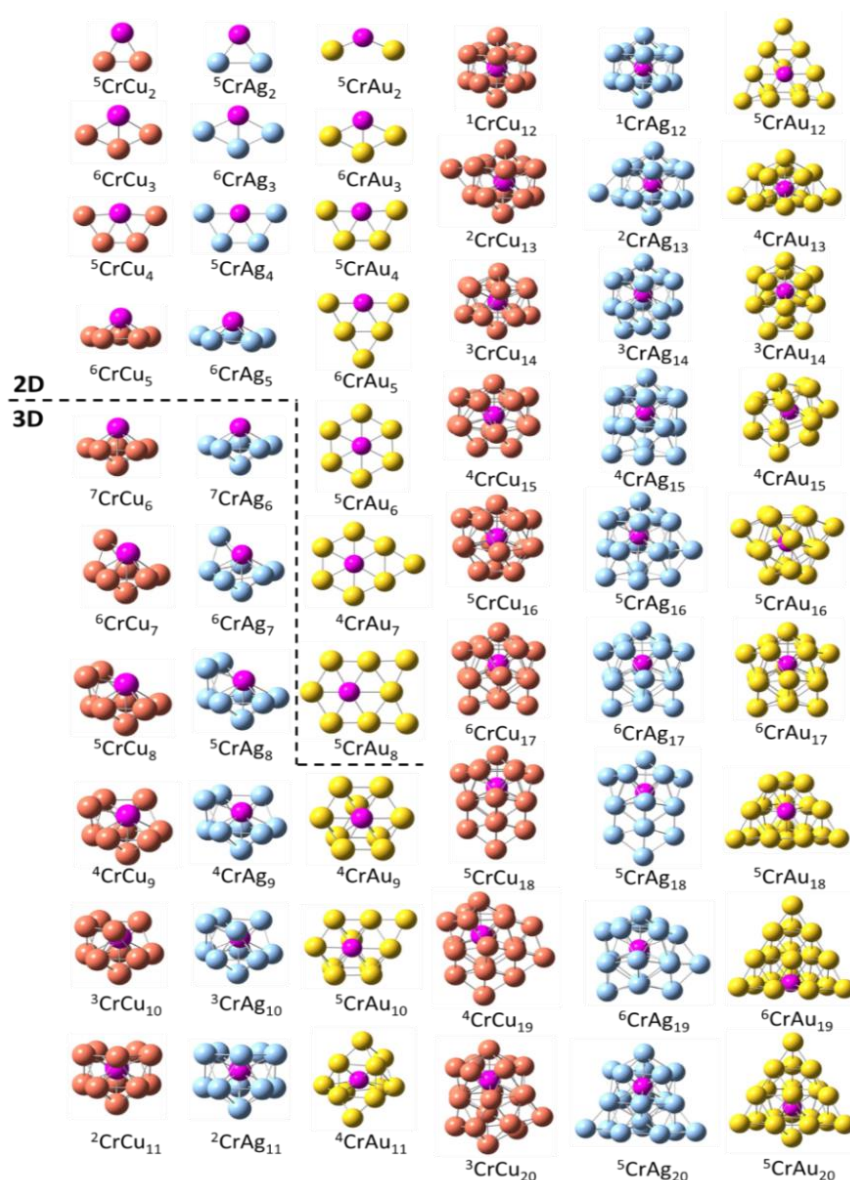 ⁵CrCu₂ ⁵CrAg₂ ⁵CrAu₂
⁶CrCu₃ ⁶CrAg₃ ⁶CrAu₃
⁵CrCu₄ ⁵CrAg₄ ⁵CrAu₄
⁶CrCu₅ ⁶CrAg₅ ⁶CrAu₅
2D
3D
⁷CrCu₆ ⁷CrAg₆ ⁵CrAu₆
⁶CrCu₇ ⁶CrAg₇ ⁴CrAu₇
⁵CrCu₈ ⁵CrAg₈ ⁵CrAu₈
⁴CrCu₉ ⁴CrAg₉ ⁴CrAu₉
³CrCu₁₀ ³CrAg₁₀ ⁵CrAu₁₀
²CrCu₁₁ ²CrAg₁₁ ⁴CrAu₁₁
¹CrCu₁₂ ¹CrAg₁₂ ⁵CrAu₁₂
²CrCu₁₃ ²CrAg₁₃ ⁴CrAu₁₃
³CrCu₁₄ ³CrAg₁₄ ³CrAu₁₄
⁴CrCu₁₅ ⁴CrAg₁₅ ⁴CrAu₁₅
⁵CrCu₁₆ ⁵CrAg₁₆ ⁵CrAu₁₆
⁶CrCu₁₇ ⁶CrAg₁₇ ⁶CrAu₁₇
⁵CrCu₁₈ ⁵CrAg₁₈ ⁵CrAu₁₈
⁴CrCu₁₉ ⁶CrAg₁₉ ⁶CrAu₁₉
³CrCu₂₀ ⁵CrAg₂₀ ⁵CrAu₂₀